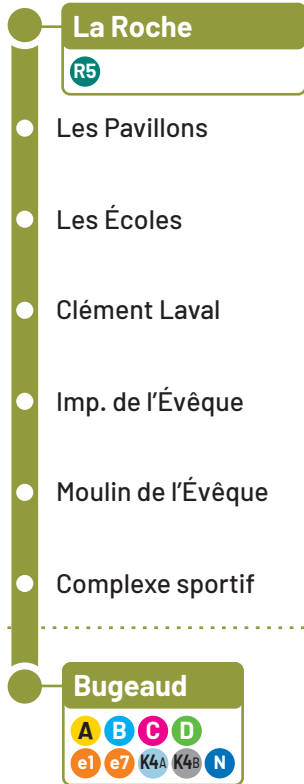 La Roche
R5
Les Pavillons
Les Écoles
Clément Laval
Imp. de l'Évêque
Moulin de l'Évêque
Complexe sportif
Bugeaud
A B C D
e1 e7 K4A K4B N